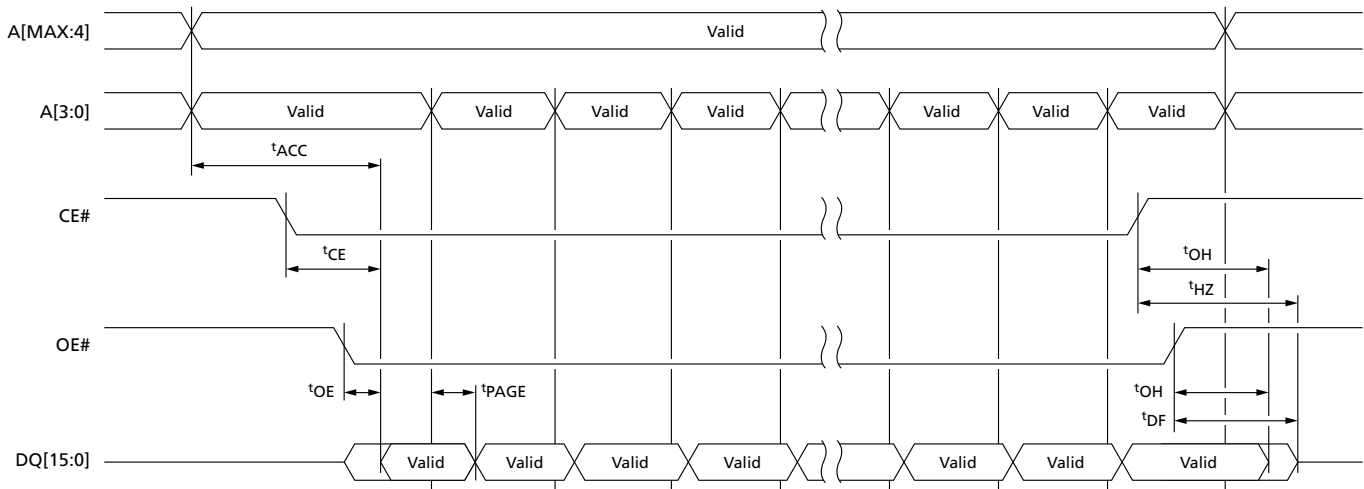 A[MAX:4] Valid
A[3:0] Valid Valid Valid Valid Valid Valid Valid
tACC
CE#
tCE tOH
tHZ
OE#
tOE tPAGE tOH
tDF
DQ[15:0] Valid Valid Valid Valid Valid Valid Valid